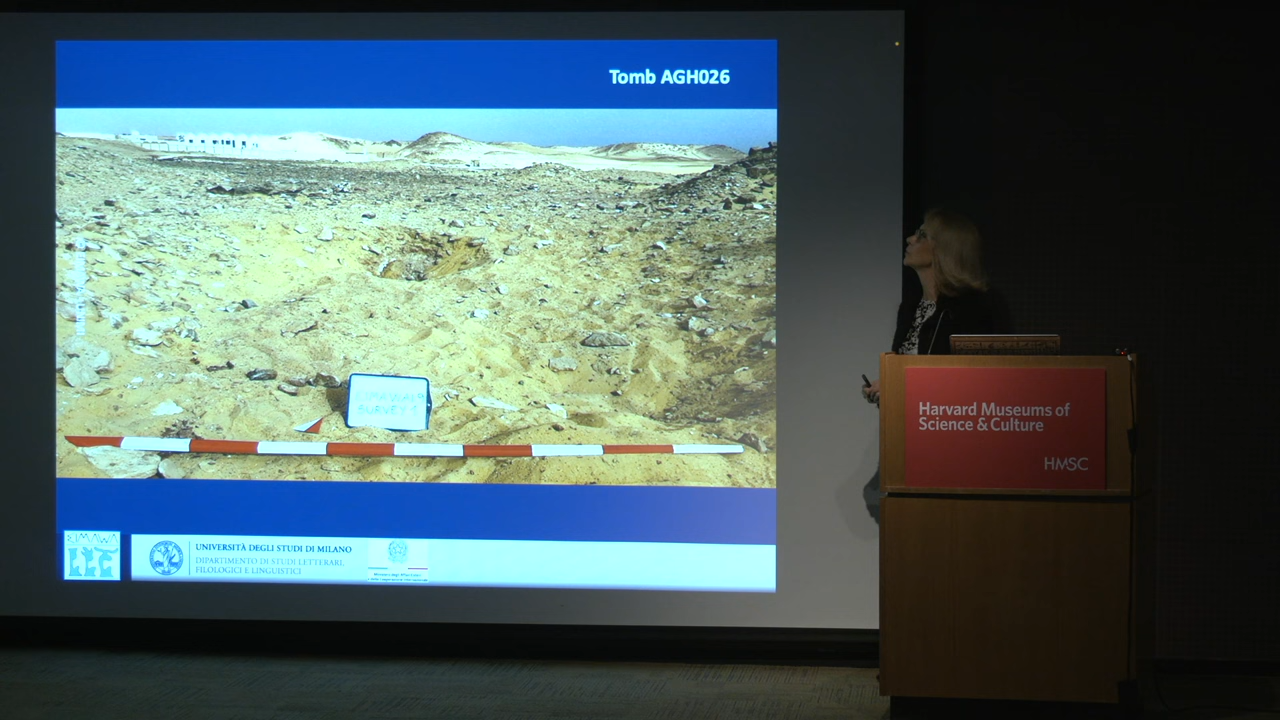 Tomb AGH026
SURVEY
UNIVERSITÀ DEGLI STUDI DI MILANO
DIPARTIMENTO DI STUDI LETTERARI,
FILOLOGICI E LINGUISTICI
Harvard Museums of
Science & Culture
HMSC